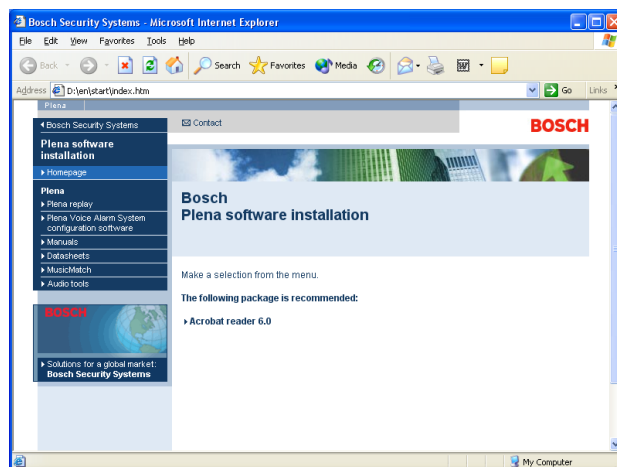 Bosch Security Systems - Microsoft Internet Explorer
File Edit View Favorites Tools Help
Back Search Favorites Media
Address D:\en\start\index.htm Go Links
Plena
Bosch Security Systems
Contact
BOSCH
Plena software
installation
Homepage
Plena
Plena replay
Plena Voice Alarm System
configuration software
Manuals
Datasheets
MusicMatch
Audio tools
Bosch
Plena software installation
Make a selection from the menu.
The following package is recommended:
Acrobat reader 6.0
BOSCH
Solutions for a global market:
Bosch Security Systems
My Computer